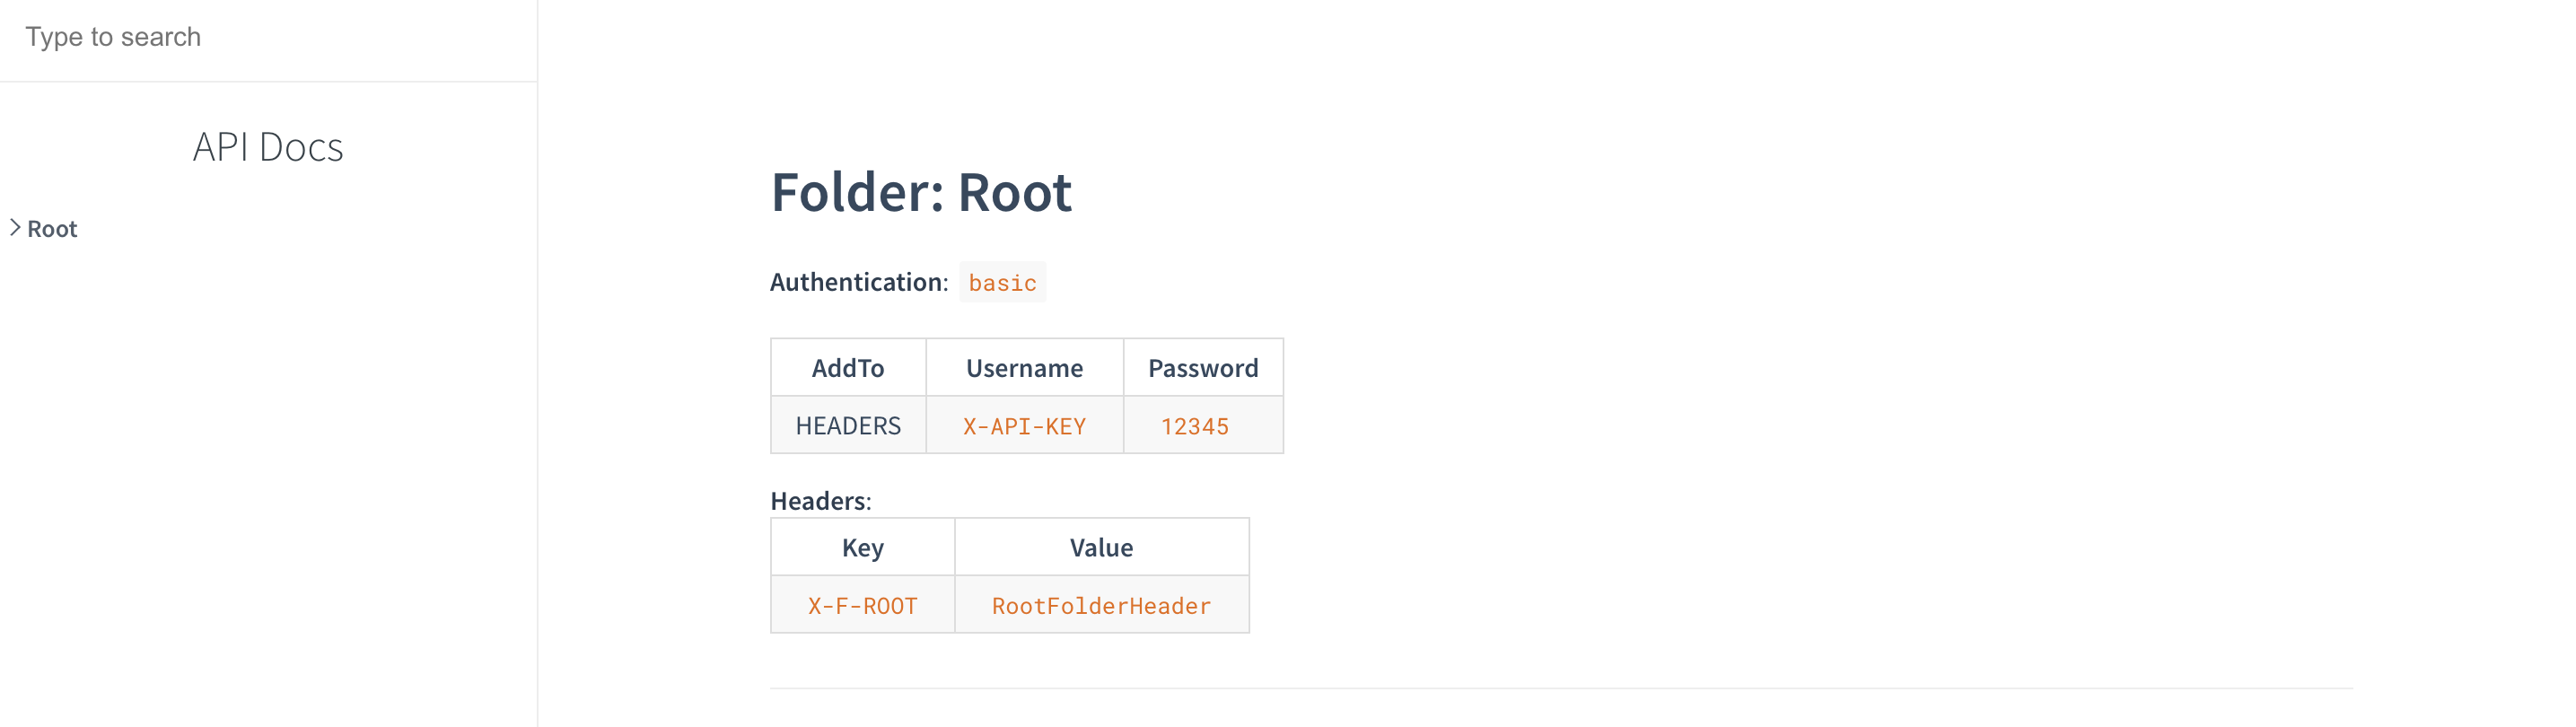 Type to search
API Docs
Root
Folder: Root
Authentication: basic
AddTo Username Password
HEADERS X-API-KEY 12345
Headers:
Key Value
X-F-ROOT RootFolderHeader